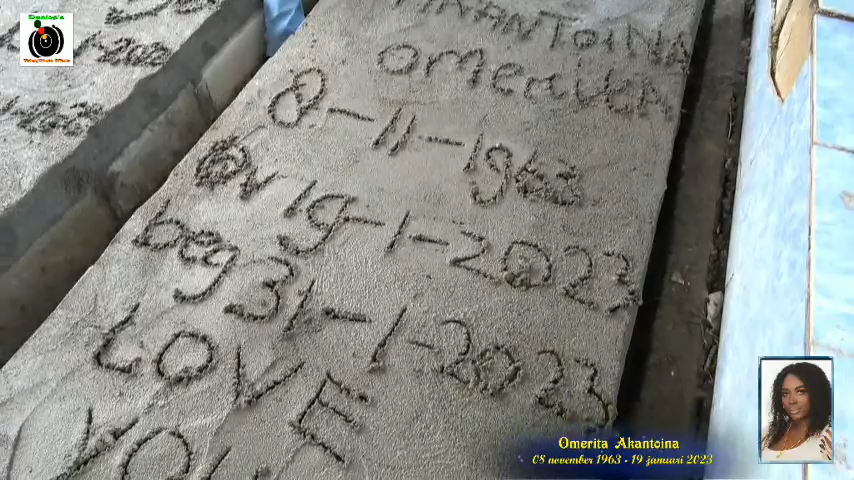 AKANTOINA
OMERITA
8-11-1963
ov 19-1-2023
beg 31-1-2023
LOVE
YOU
Omerita Akantoina
08 november 1963 - 19 januari 2023